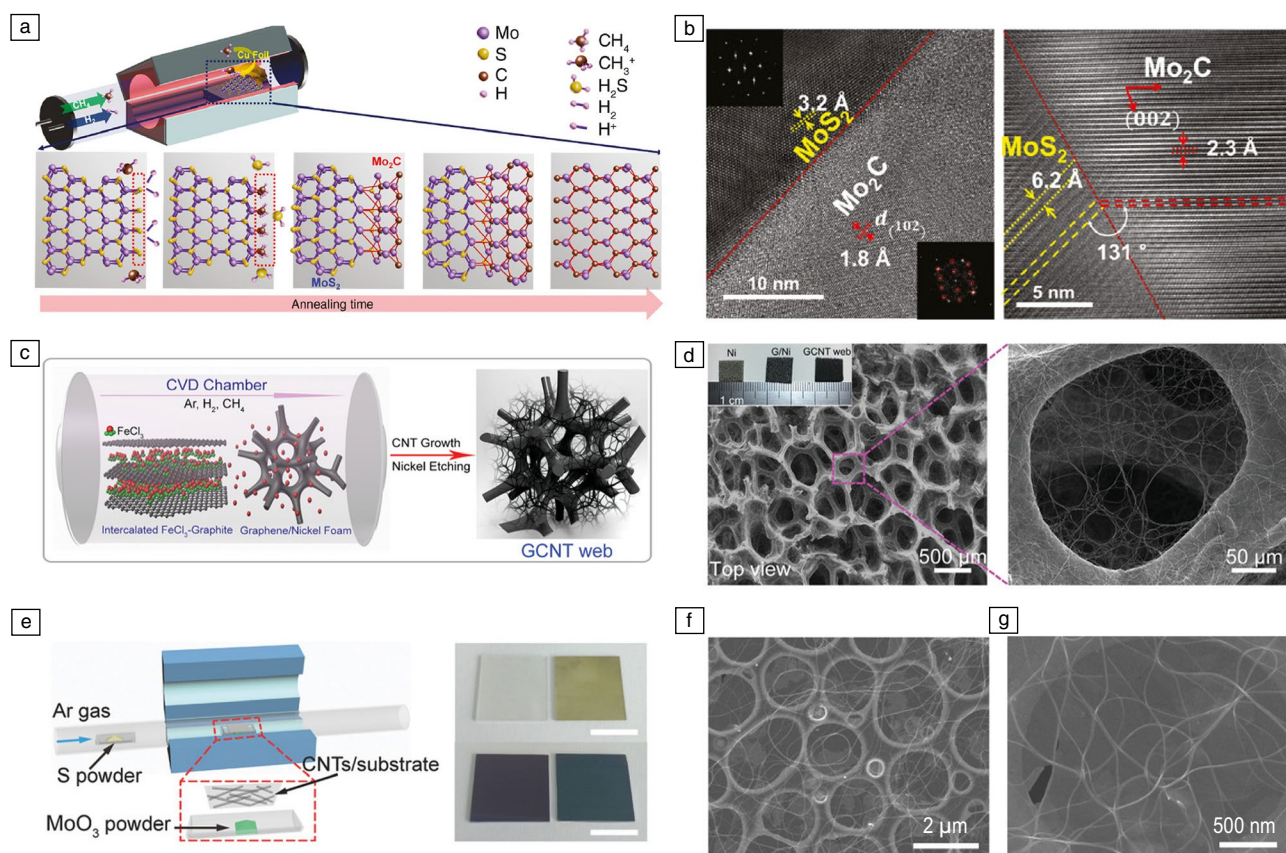 a
Cu Foil
CH₄
H₂
Mo
S
C
H
CH₄
CH₃⁺
H₂S
H₂
H⁺
Mo₂C
MoS₂
Annealing time
b
3.2 Å
MoS₂
Mo₂C
d(102)
1.8 Å
10 nm
Mo₂C
(002)
MoS₂
2.3 Å
6.2 Å
131°
5 nm
c
CVD Chamber
Ar, H₂, CH₄
FeCl₃
Intercalated FeCl₃-Graphite
Graphene/Nickel Foam
CNT Growth
Nickel Etching
GCNT web
d
Ni G/Ni GCNT web
1 cm
Top view
500 μm
50 μm
e
Ar gas
S powder
CNTs/substrate
MoO₃ powder
f
2 μm
g
500 nm